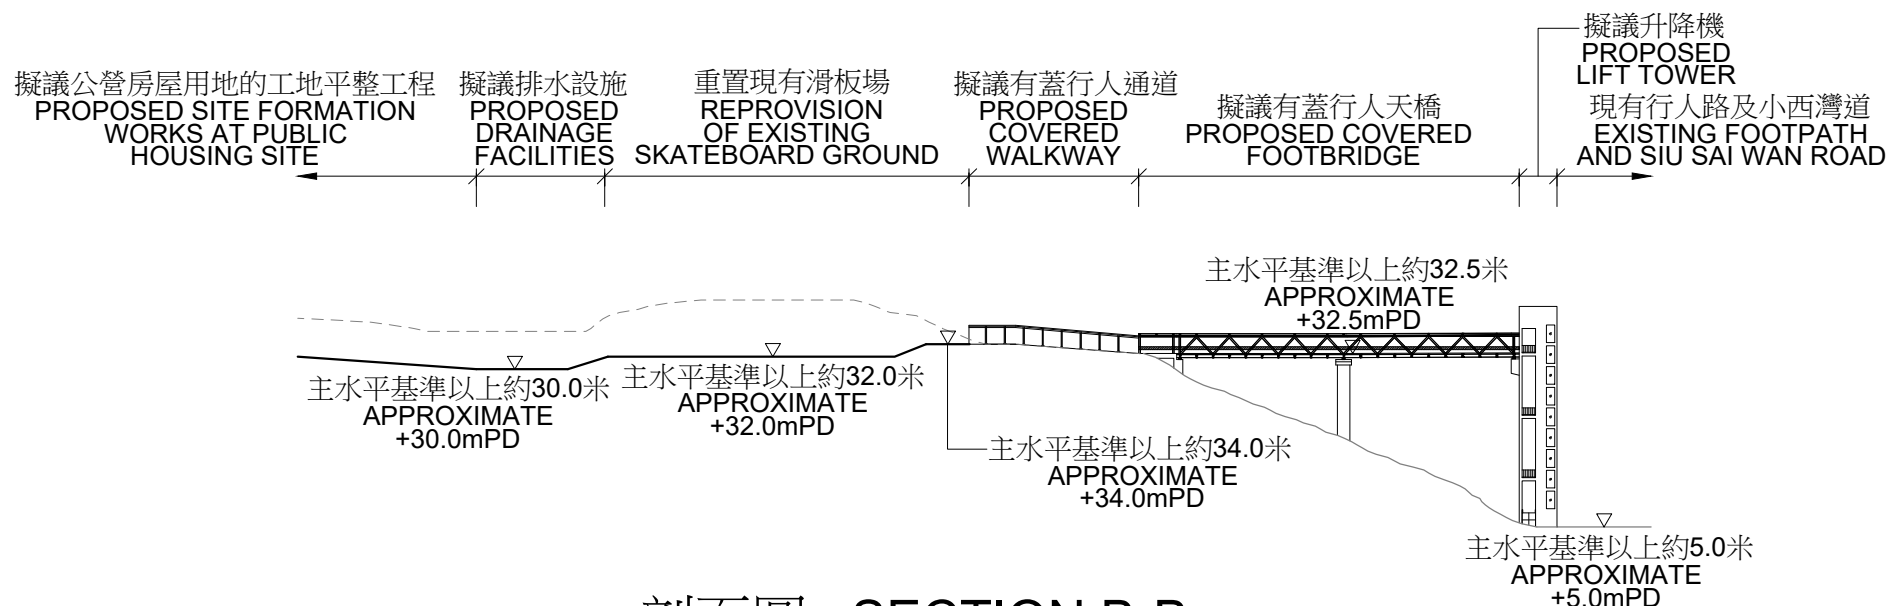 擬議公營房屋用地的工地平整工程
PROPOSED SITE FORMATION
WORKS AT PUBLIC
HOUSING SITE
擬議排水設施
PROPOSED
DRAINAGE
FACILITIES
重置現有滑板場
REPROVISION
OF EXISTING
SKATEBOARD GROUND
擬議有蓋行人通道
PROPOSED
COVERED
WALKWAY
擬議有蓋行人天橋
PROPOSED COVERED
FOOTBRIDGE
擬議升降機
PROPOSED
LIFT TOWER
現有行人路及小西灣道
EXISTING FOOTPATH
AND SIU SAI WAN ROAD
主水平基準以上約32.5米
APPROXIMATE
+32.5mPD
主水平基準以上約30.0米
APPROXIMATE
+30.0mPD
主水平基準以上約32.0米
APPROXIMATE
+32.0mPD
主水平基準以上約34.0米
APPROXIMATE
+34.0mPD
主水平基準以上約5.0米
APPROXIMATE
+5.0mPD
剖面圖 SECTION B-B